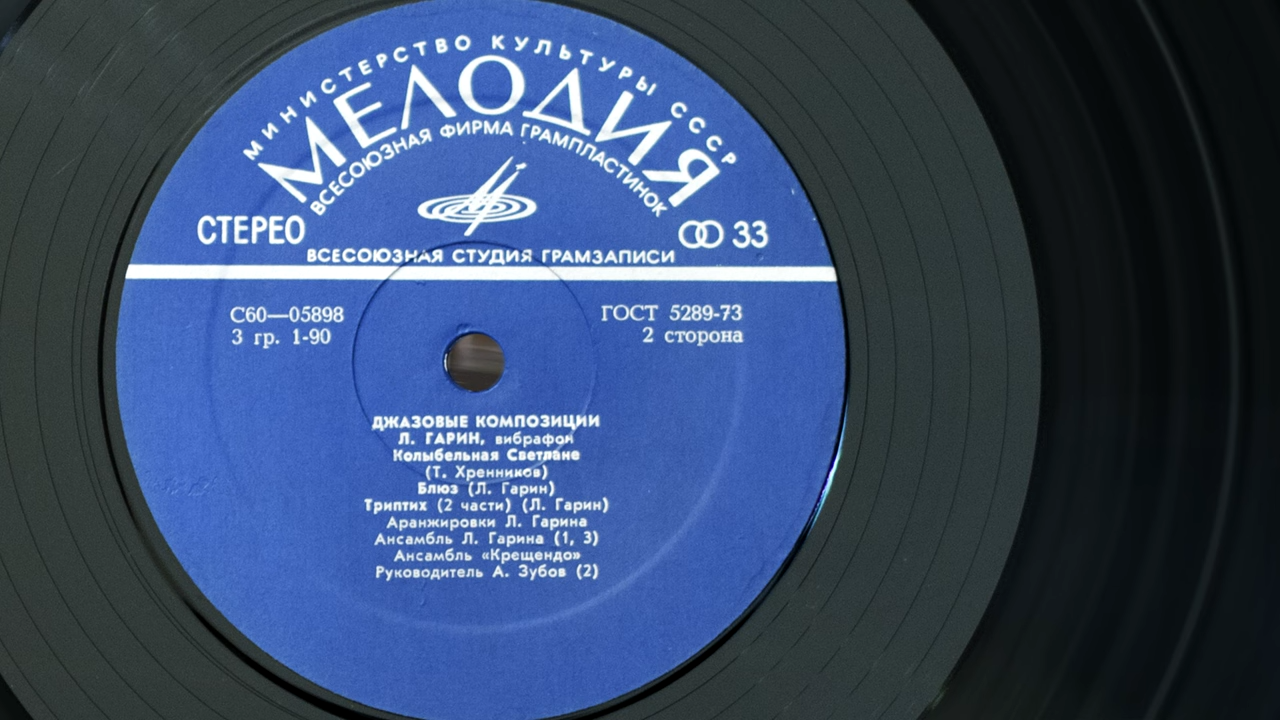 МИНИСТЕРСТВО КУЛЬТУРЫ СССР
МЕЛОДИЯ
ВСЕСОЮЗНАЯ ФИРМА ГРАМПЛАСТИНОК
СТЕРЕО
33
ВСЕСОЮЗНАЯ СТУДИЯ ГРАМЗАПИСИ
С60—05898
ГОСТ 5289-73
3 гр. 1-90
2 сторона
ДЖАЗОВЫЕ КОМПОЗИЦИИ
Л. ГАРИН, вибрафон
Колыбельная Светлане
(Т. Хренников)
Блюз (Л. Гарин)
Триптих (2 части) (Л. Гарин)
Аранжировки Л. Гарина
Ансамбль Л. Гарина (1, 3)
Ансамбль «Крещендо»
Руководитель А. Зубов (2)